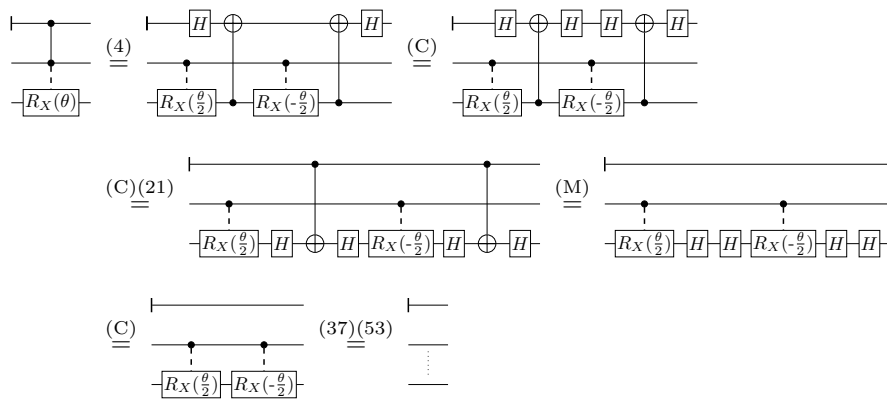 (4) = H H (C) = H H H H
R_X(θ) R_X(θ/2) R_X(-θ/2) R_X(θ/2) R_X(-θ/2)
(C)(21) = (M) =
R_X(θ/2) H H R_X(-θ/2) H H R_X(θ/2) H H R_X(-θ/2) H H
(C) = (37)(53) =
R_X(θ/2) R_X(-θ/2)